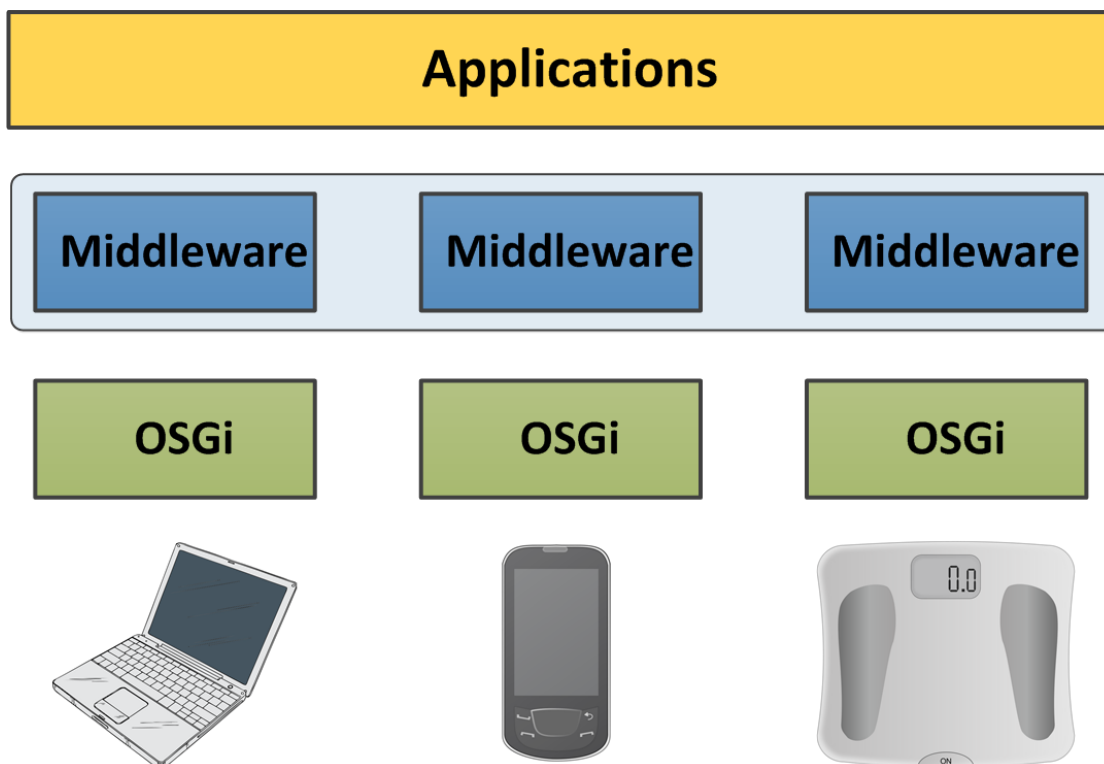 Applications
Middleware Middleware Middleware
OSGi OSGi OSGi
0.0
ON